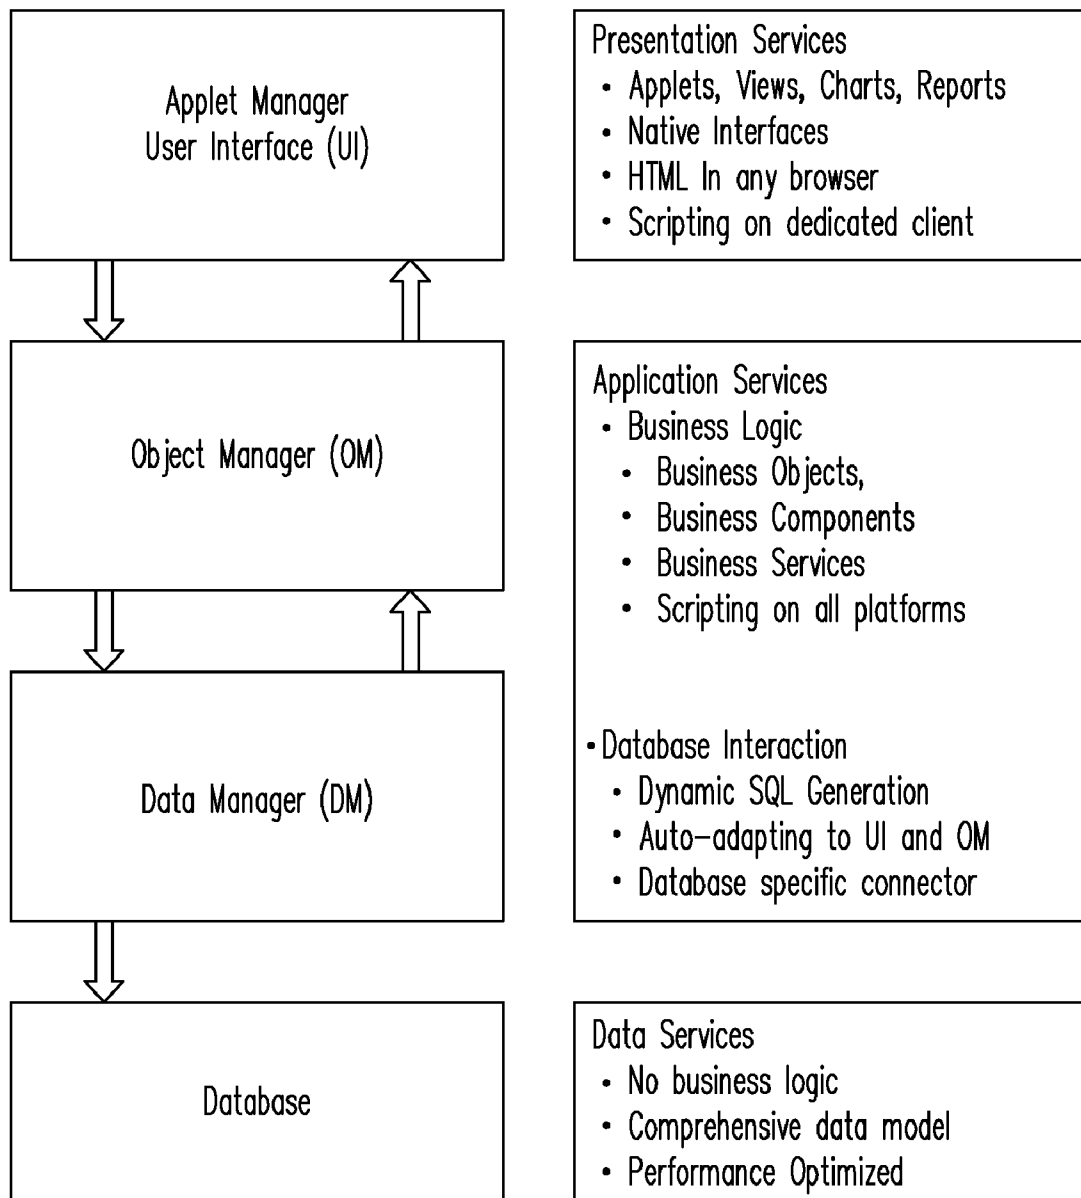 Applet Manager
User Interface (UI)
Presentation Services
• Applets, Views, Charts, Reports
• Native Interfaces
• HTML In any browser
• Scripting on dedicated client
Object Manager (OM)
Application Services
• Business Logic
• Business Objects,
• Business Components
• Business Services
• Scripting on all platforms
Data Manager (DM)
• Database Interaction
• Dynamic SQL Generation
• Auto-adapting to UI and OM
• Database specific connector
Database
Data Services
• No business logic
• Comprehensive data model
• Performance Optimized